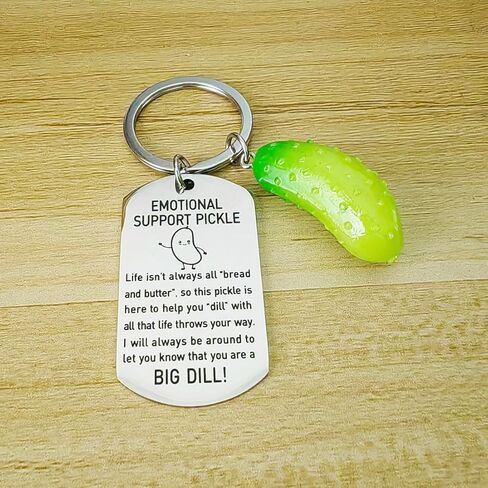 EMOTIONAL
SUPPORT PICKLE
Life isn't always all "bread
and butter", so this pickle is
here to help you "dill" with
all that life throws your way.
I will always be around to
let you know that you are a
BIG DILL!